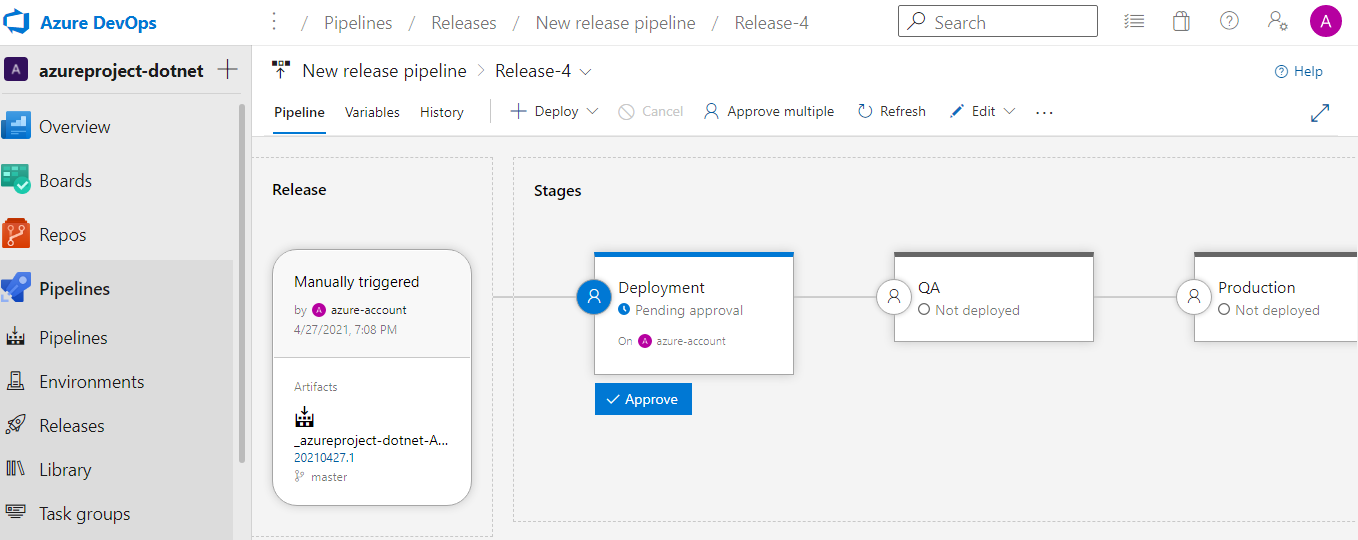 Azure DevOps
/ Pipelines / Releases / New release pipeline / Release-4
Search
A
A azureproject-dotnet
New release pipeline > Release-4
Help
Pipeline Variables History
Deploy Cancel Approve multiple Refresh Edit ...
Overview
Boards
Repos
Pipelines
Pipelines
Environments
Releases
Library
Task groups
Release
Manually triggered
by A azure-account
4/27/2021, 7:08 PM
Artifacts
_azureproject-dotnet-A...
20210427.1
master
Stages
Deployment
Pending approval
On A azure-account
Approve
QA
Not deployed
Production
Not deployed